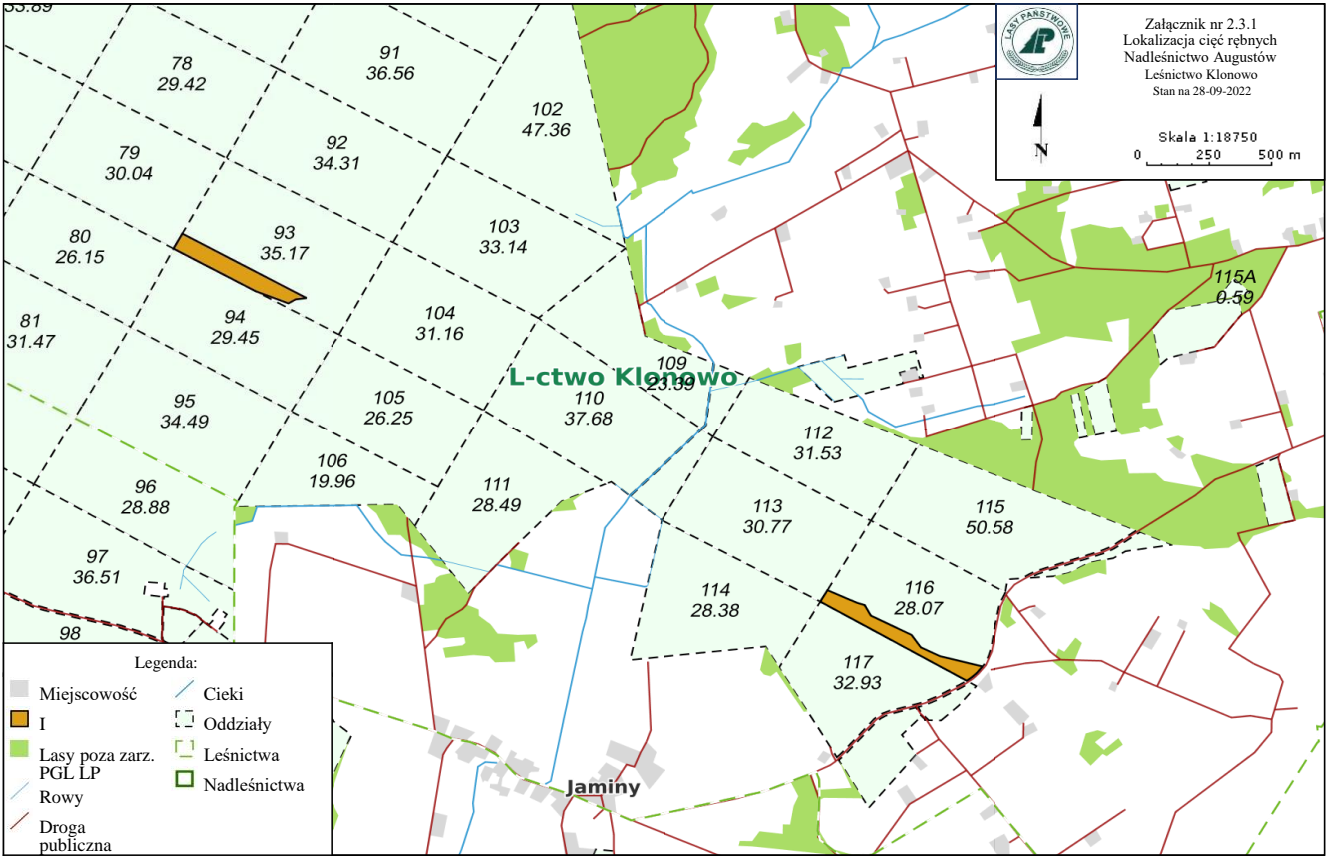 33.89
78
29.42
91
36.56
102
47.36
79
30.04
92
34.31
80
26.15
93
35.17
103
33.14
81
31.47
94
29.45
104
31.16
L-ctwo Klonowo
109
23.39
95
34.49
105
26.25
110
37.68
112
31.53
115A
0.59
96
28.88
106
19.96
111
28.49
113
30.77
115
50.58
97
36.51
114
28.38
116
28.07
98
117
32.93
Jaminy
LASY PAŃSTWOWE
Załącznik nr 2.3.1
Lokalizacja cięć rębnych
Nadleśnictwo Augustów
Leśnictwo Klonowo
Stan na 28-09-2022
N
Skala 1:18750
0 250 500 m
Legenda:
Miejscowość
I
Lasy poza zarz.
PGL LP
Rowy
Droga
publiczna
Cieki
Oddziały
Leśnictwa
Nadleśnictwa